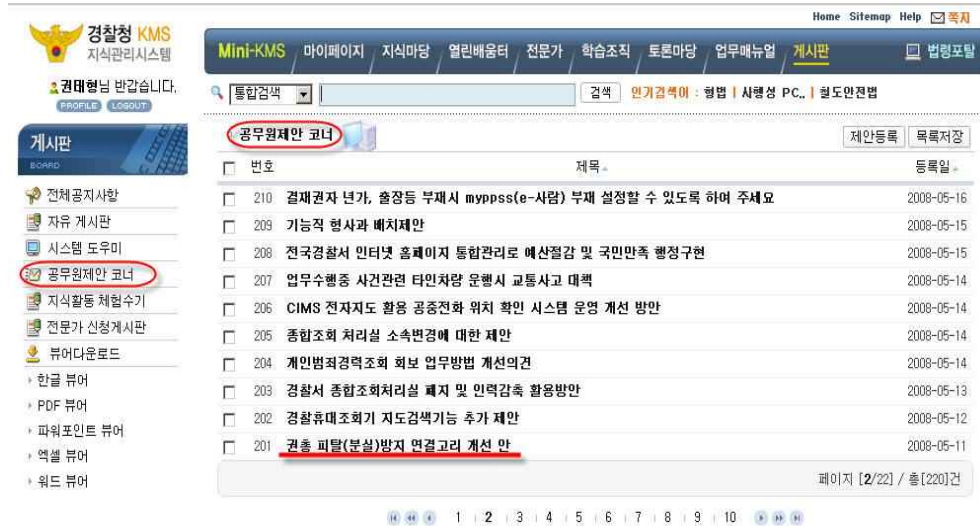 Home Sitemap Help 쪽지
경찰청 KMS
지식관리시스템
Mini-KMS 마이페이지 지식마당 열린배움터 전문가 학습조직 토론마당 업무매뉴얼 게시판 법령포탈
권태형님 반갑습니다.
PROFILE LOGOUT
통합검색 검색 인기검색어 : 형법 | 사행성 PC.. | 철도안전법
게시판
BOARD
전체공지사항
자유 게시판
시스템 도우미
공무원제안 코너
지식활동 체험수기
전문가 신청게시판
뷰어다운로드
한글 뷰어
PDF 뷰어
파워포인트 뷰어
엑셀 뷰어
워드 뷰어
공무원제안 코너 제안등록 목록저장
번호 제목 등록일
210 결재권자 년가, 출장등 부재시 myppss(e-사람) 부재 설정할 수 있도록 하여 주세요 2008-05-16
209 기능직 형사과 배치제안 2008-05-15
208 전국경찰서 인터넷 홈페이지 통합관리로 예산절감 및 국민만족 행정구현 2008-05-15
207 업무수행중 사건관련 타인차량 운행시 교통사고 대책 2008-05-14
206 CIMS 전자지도 활용 공중전화 위치 확인 시스템 운영 개선 방안 2008-05-14
205 종합조회 처리실 소속변경에 대한 제안 2008-05-14
204 개인범죄경력조회 회보 업무방법 개선의견 2008-05-14
203 경찰서 종합조회처리실 폐지 및 인력감축 활용방안 2008-05-13
202 경찰휴대조회기 지도검색기능 추가 제안 2008-05-12
201 권총 피탈(분실)방지 연결고리 개선 안 2008-05-11
페이지 [2/22] / 총[220]건
1 2 3 4 5 6 7 8 9 10